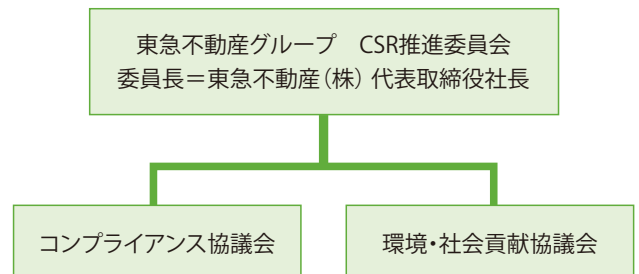 東急不動産グループ　CSR推進委員会
委員長＝東急不動産（株）代表取締役社長
コンプライアンス協議会
環境・社会貢献協議会